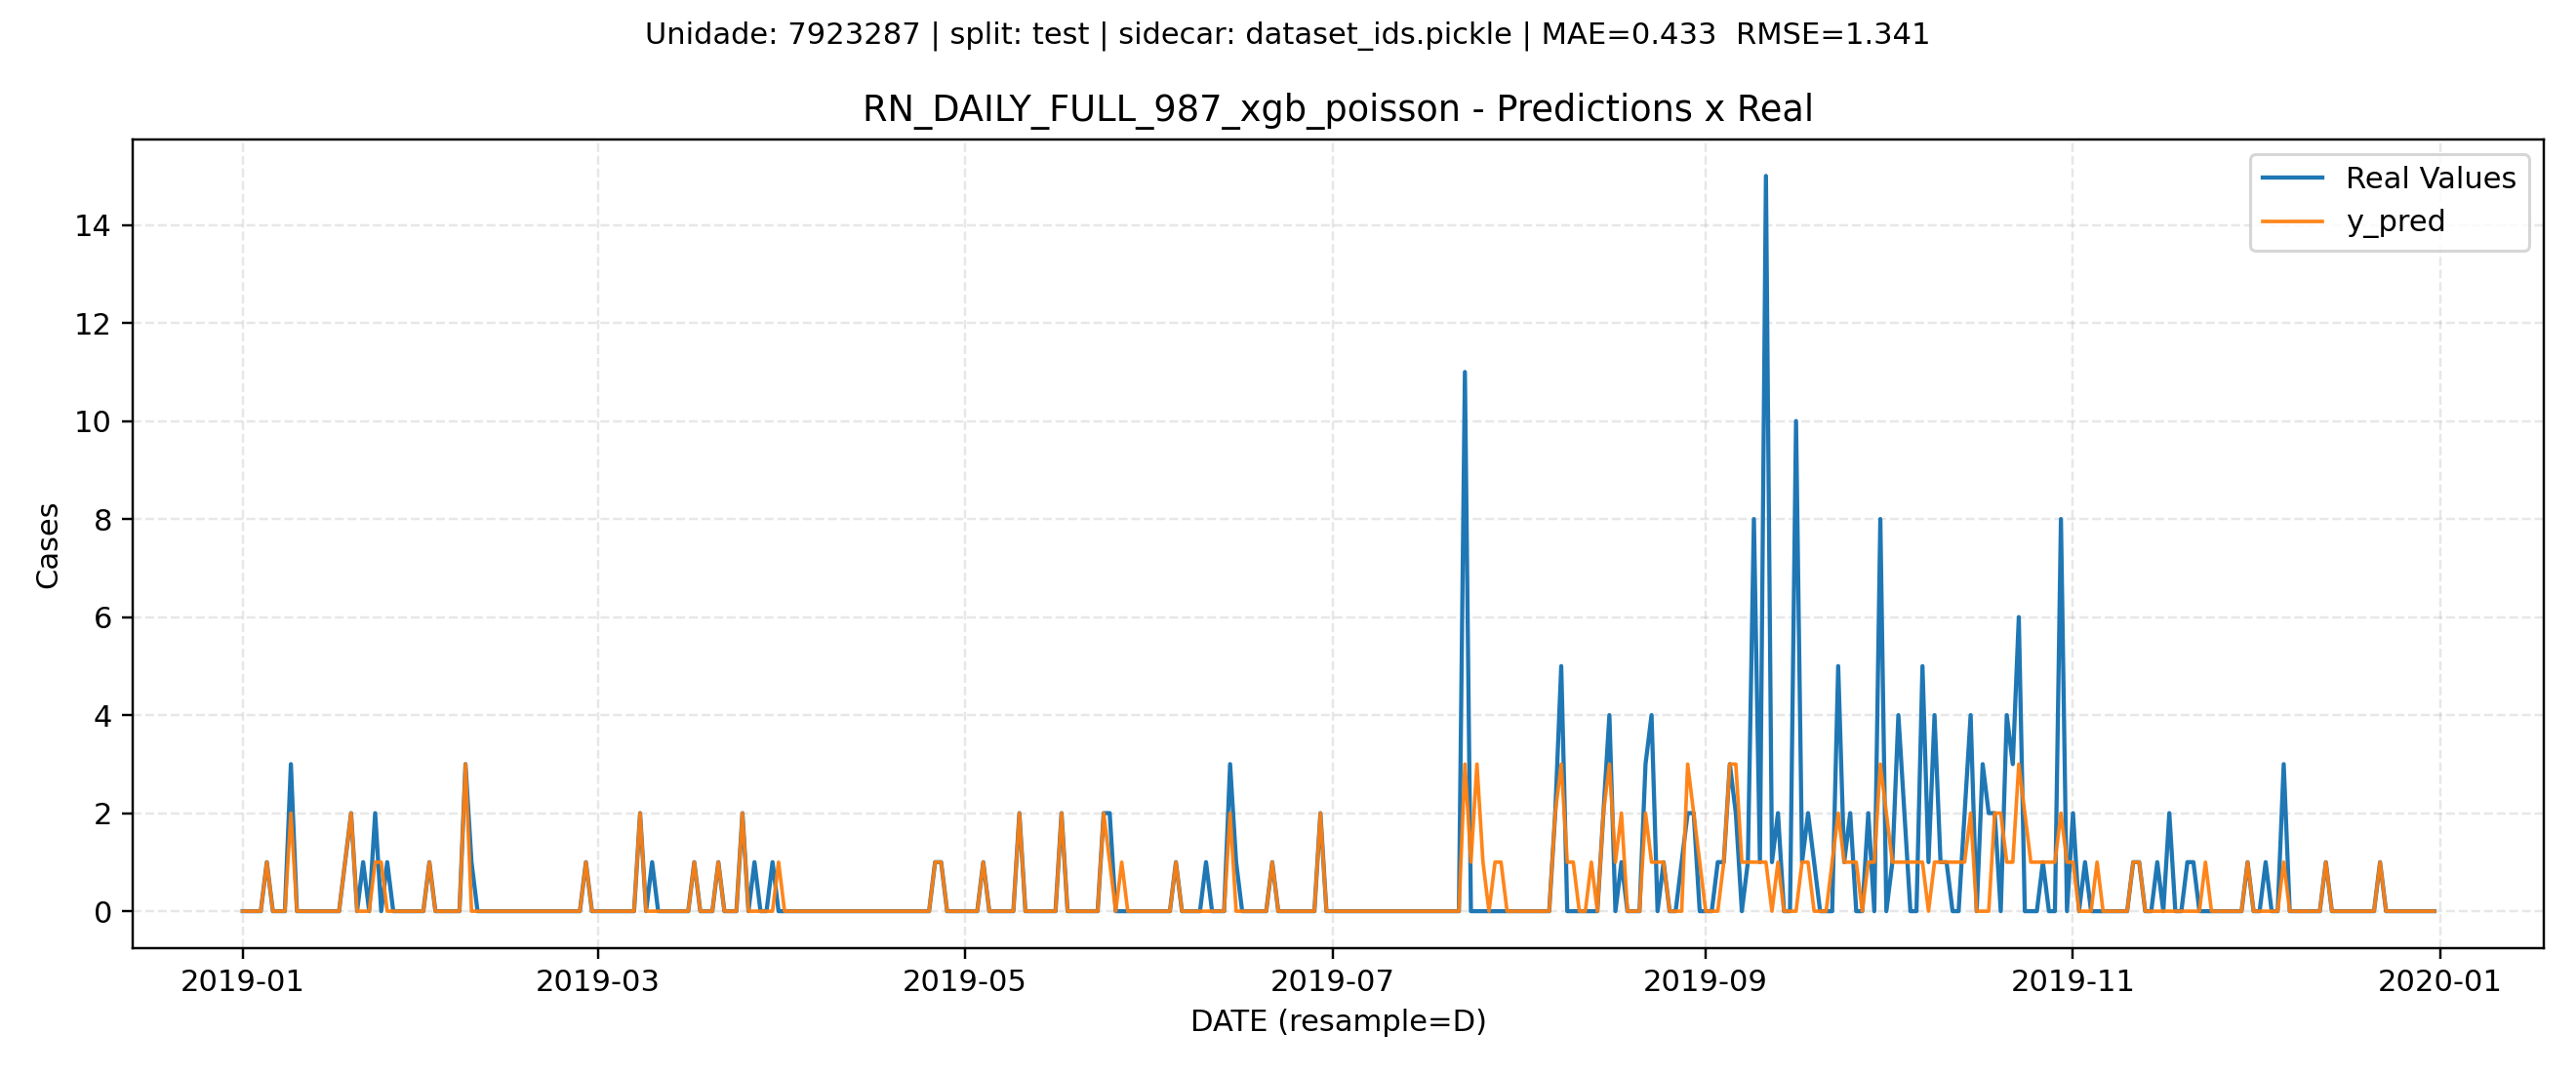 Unidade: 7923287 | split: test | sidecar: dataset_ids.pickle | MAE=0.433  RMSE=1.341
RN_DAILY_FULL_987_xgb_poisson - Predictions x Real
Real Values
y_pred
14
12
10
8
6
4
2
0
Cases
2019-01
2019-03
2019-05
2019-07
2019-09
2019-11
2020-01
DATE (resample=D)